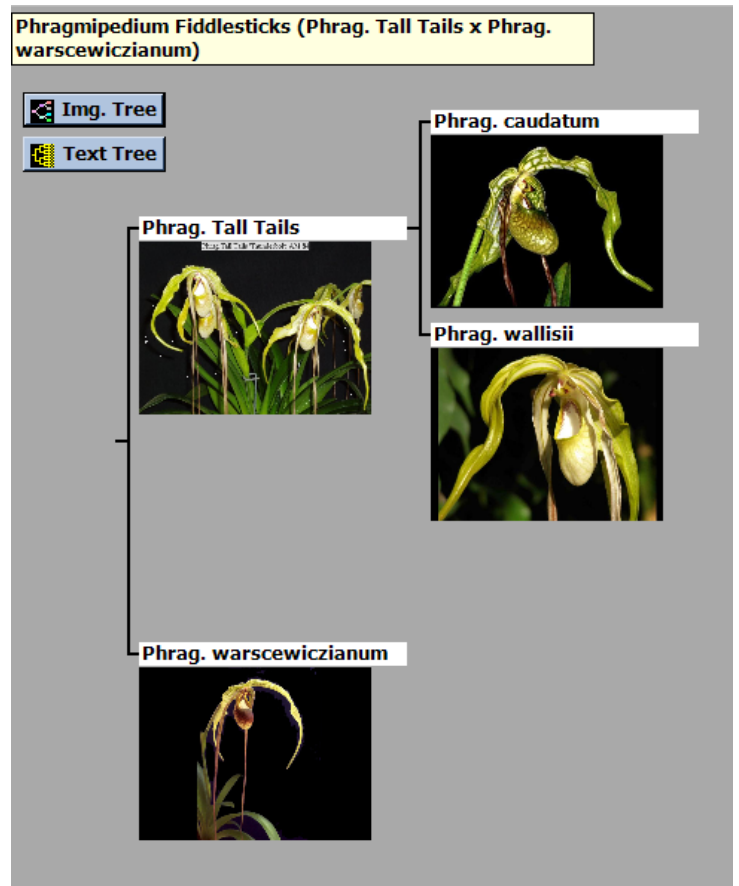 Phragmipedium Fiddlesticks (Phrag. Tall Tails x Phrag.
warscewiczianum)
Img. Tree
Text Tree
Phrag. caudatum
Phrag. Tall Tails
Phrag. wallisii
Phrag. warscewiczianum